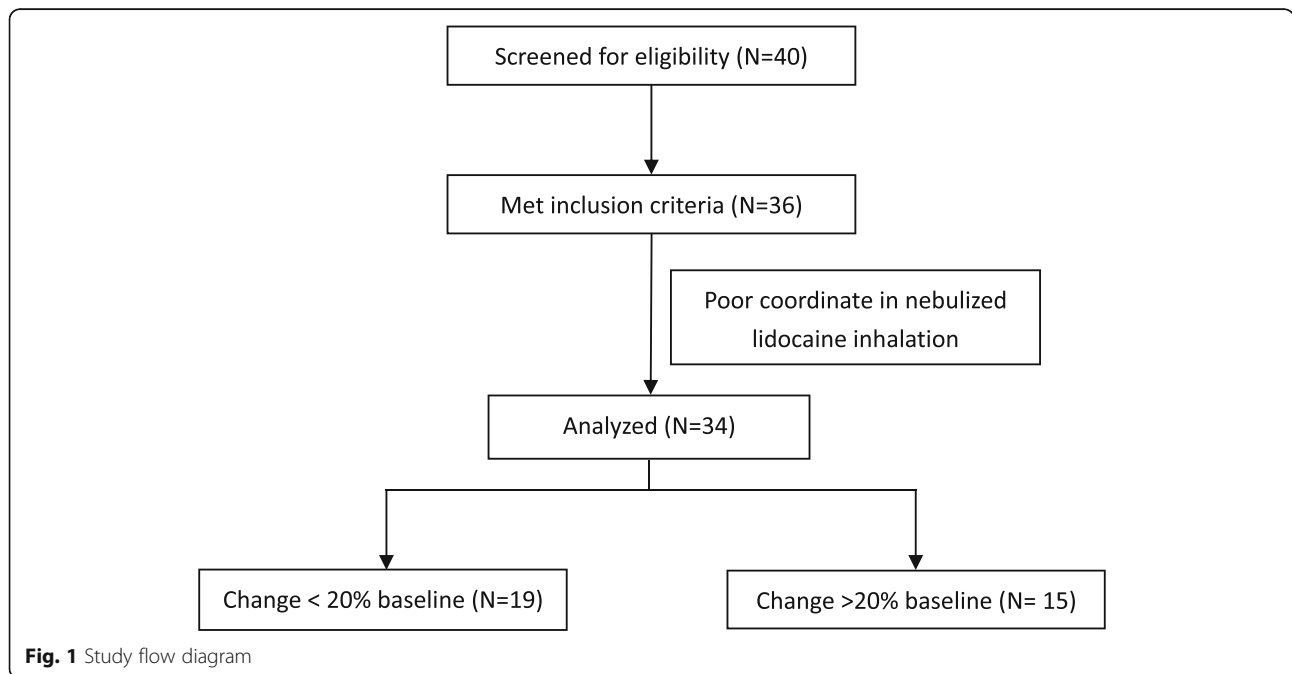 Screened for eligibility (N=40)
Met inclusion criteria (N=36)
Poor coordinate in nebulized
lidocaine inhalation
Analyzed (N=34)
Change < 20% baseline (N=19)
Change >20% baseline (N= 15)
Fig. 1 Study flow diagram